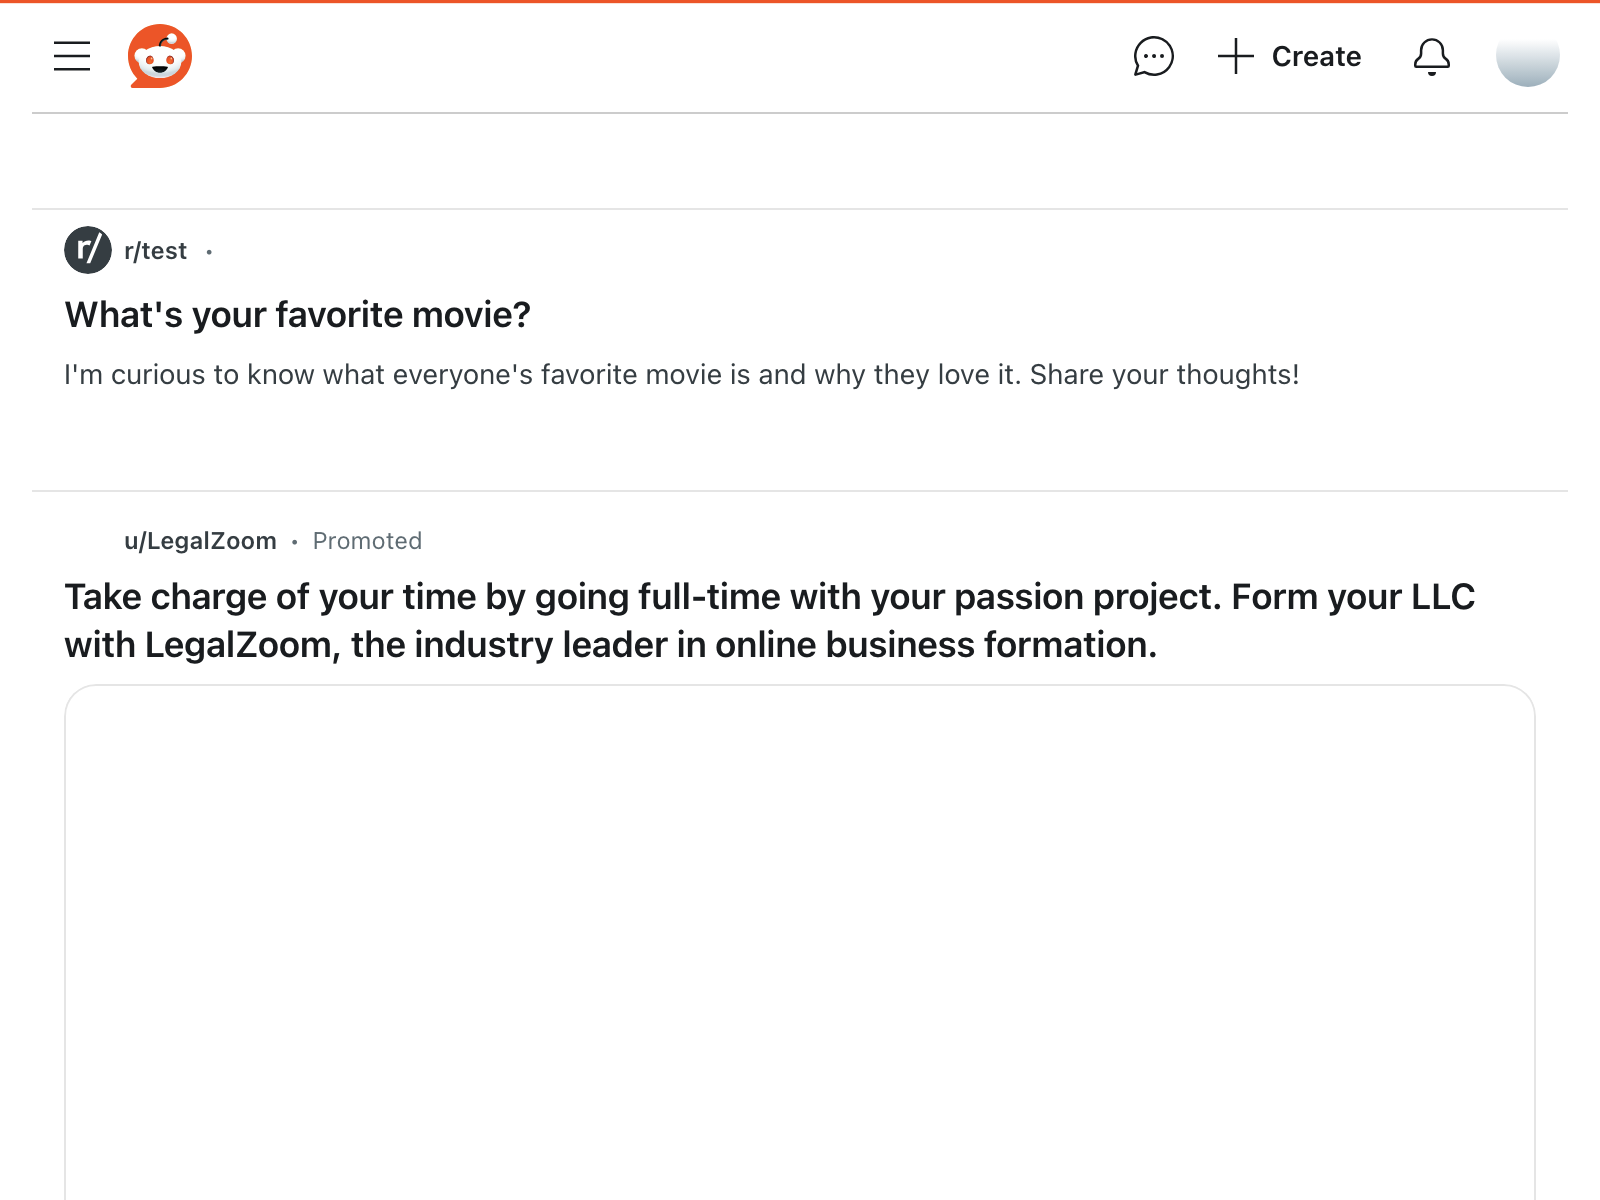 Create
r/
r/test •
What's your favorite movie?
I'm curious to know what everyone's favorite movie is and why they love it. Share your thoughts!
u/LegalZoom • Promoted
Take charge of your time by going full-time with your passion project. Form your LLC
with LegalZoom, the industry leader in online business formation.